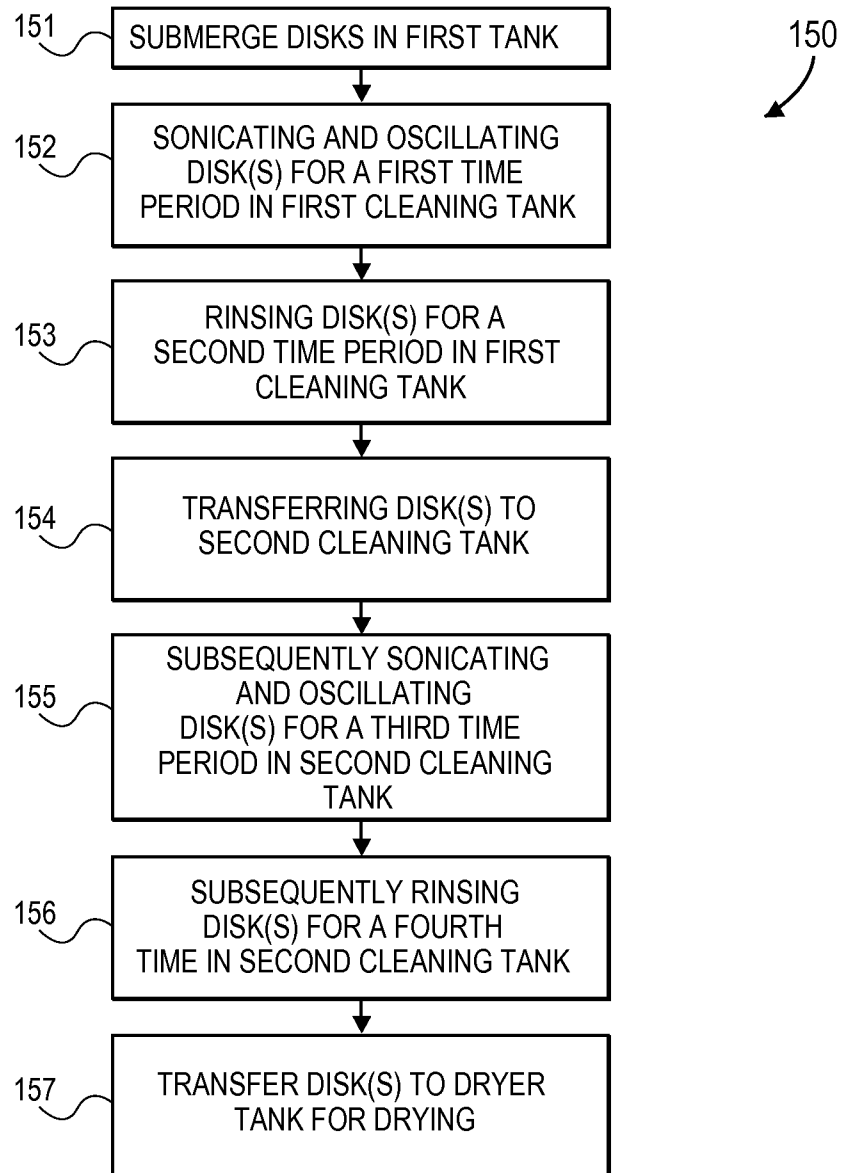 151
SUBMERGE DISKS IN FIRST TANK
150
152
SONICATING AND OSCILLATING
DISK(S) FOR A FIRST TIME
PERIOD IN FIRST CLEANING TANK
153
RINSING DISK(S) FOR A
SECOND TIME PERIOD IN FIRST
CLEANING TANK
154
TRANSFERRING DISK(S) TO
SECOND CLEANING TANK
155
SUBSEQUENTLY SONICATING
AND OSCILLATING
DISK(S) FOR A THIRD TIME
PERIOD IN SECOND CLEANING
TANK
156
SUBSEQUENTLY RINSING
DISK(S) FOR A FOURTH
TIME IN SECOND CLEANING TANK
157
TRANSFER DISK(S) TO DRYER
TANK FOR DRYING